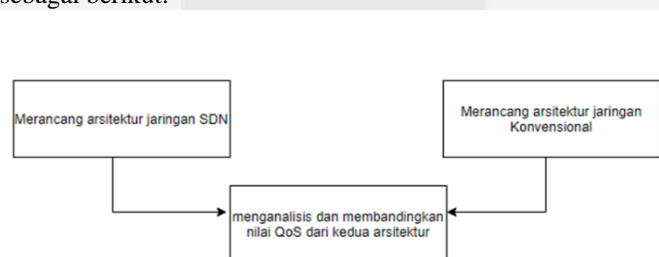 sebagai berikut:
Merancang arsitektur jaringan SDN
Merancang arsitektur jaringan
Konvensional
menganalisis dan membandingkan
nilai QoS dari kedua arsitektur